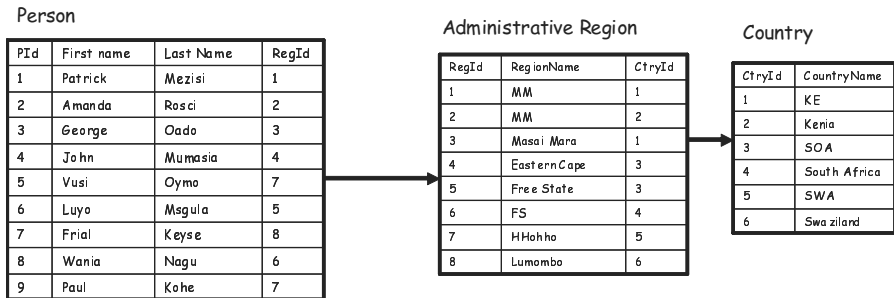 Person
PId First name Last Name RegId
1 Patrick Mezisi 1
2 Amanda Rosci 2
3 George Oado 3
4 John Mumasia 4
5 Vusi Oymo 7
6 Luyo Msgula 5
7 Frial Keyse 8
8 Wania Nagu 6
9 Paul Kohe 7
Administrative Region
RegId RegionName CtryId
1 MM 1
2 MM 2
3 Masai Mara 1
4 Eastern Cape 3
5 Free State 3
6 FS 4
7 HHohho 5
8 Lumombo 6
Country
CtryId CountryName
1 KE
2 Kenia
3 SOA
4 South Africa
5 SWA
6 Swaziland